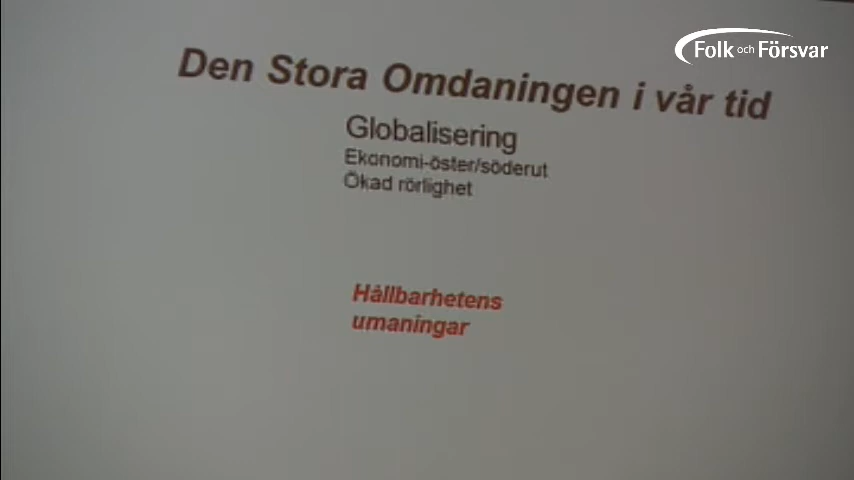 Folk och Försvar
Den Stora Omdaningen i vår tid
Globalisering
Ekonomi-öster/söderut
Ökad rörlighet
Hållbarhetens
umaningar